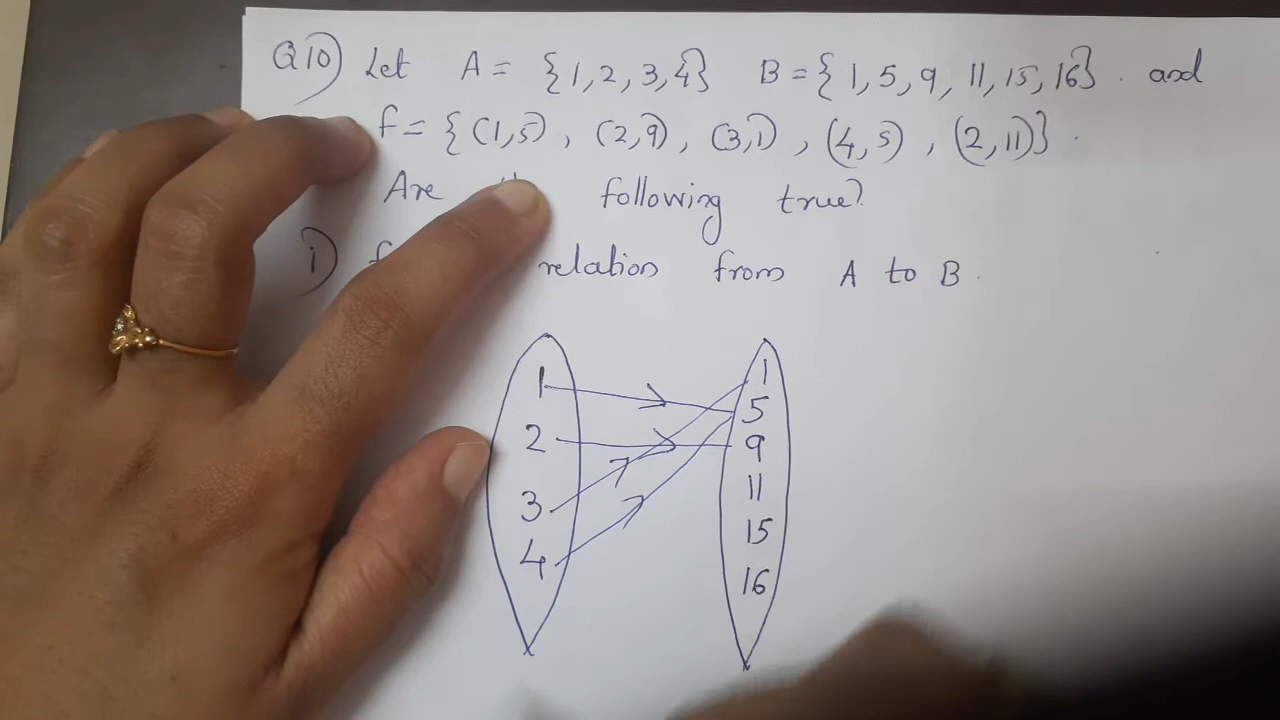 Q10) Let A = {1, 2, 3, 4} B = {1, 5, 9, 11, 15, 16} . and
f = {(1,5) , (2,9) , (3,1) , (4,5) , (2,11)} .
Are following true?
i) relation from A to B .
1 1
2 5
3 9
4 11
15
16